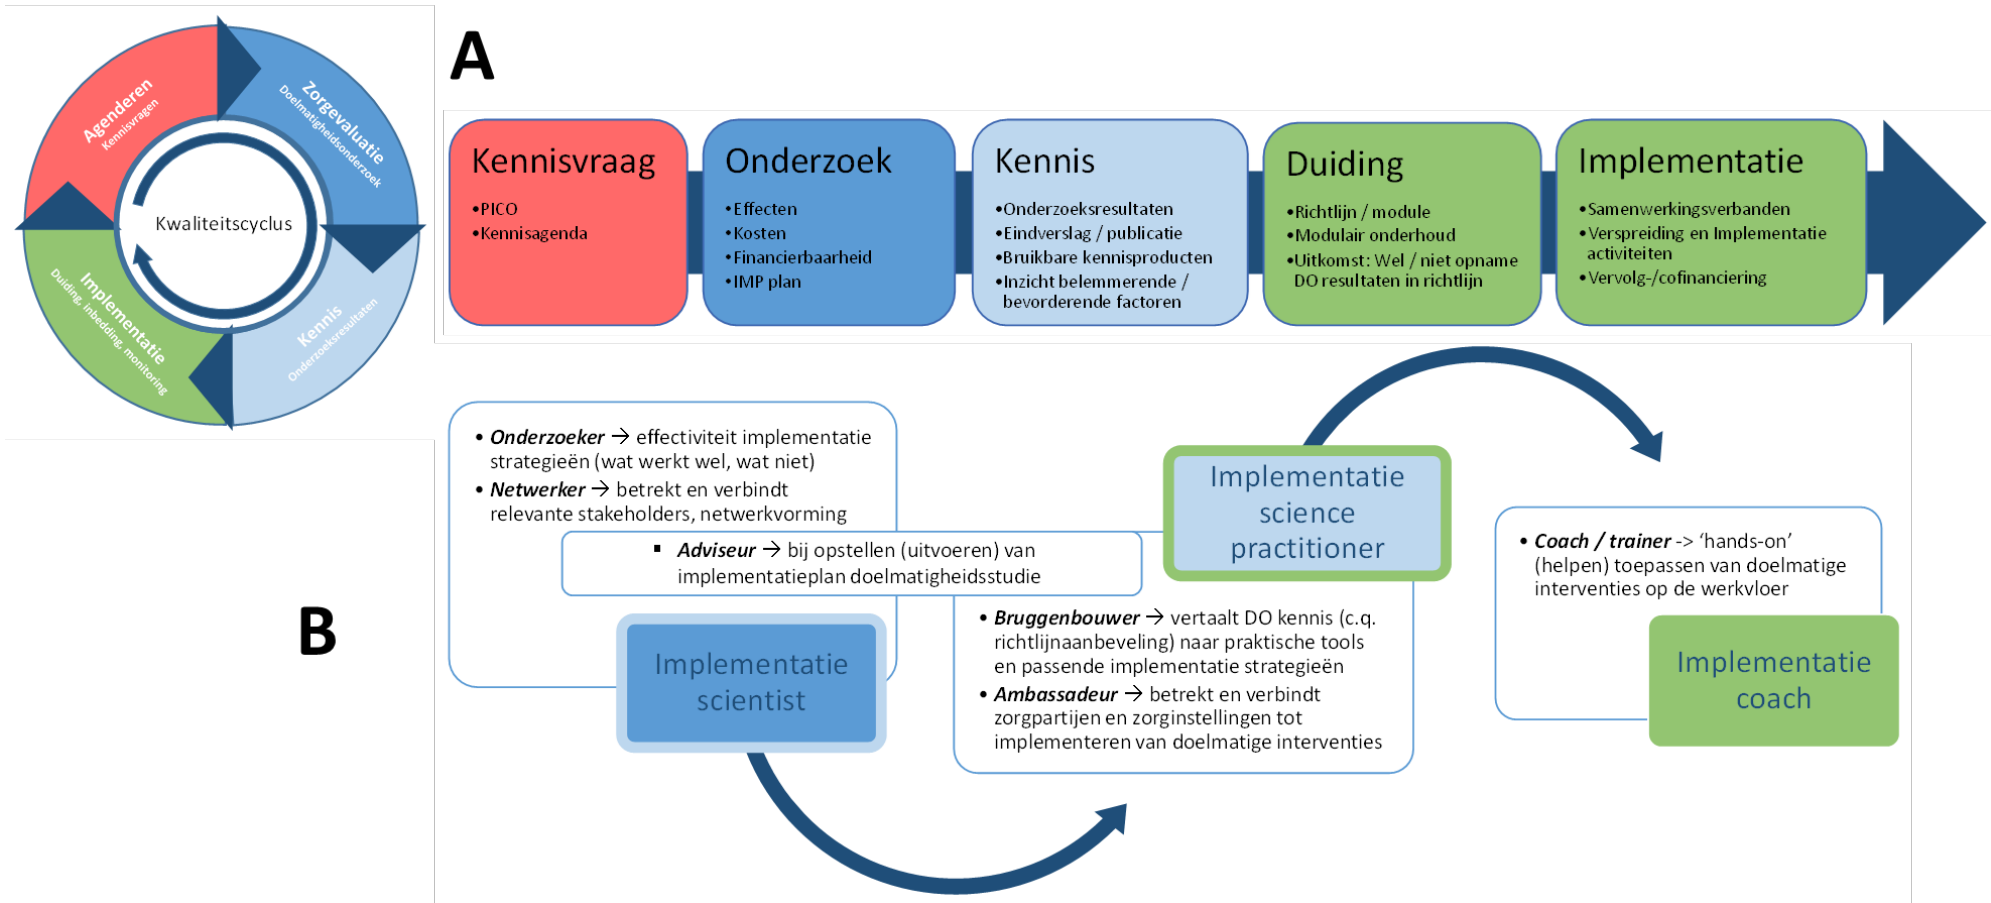 Agenderen
Kennisvragen
Zorgevaluatie
Doelmatigheidsonderzoek
Kennis
Onderzoeksresultaten
Implementatie
Duiding, inbedding, monitoring
Kwaliteitscyclus
A
Kennisvraag
•PICO
•Kennisagenda
Onderzoek
•Effecten
•Kosten
•Financierbaarheid
•IMP plan
Kennis
•Onderzoeksresultaten
•Eindverslag / publicatie
•Bruikbare kennisproducten
•Inzicht belemmerende /
bevorderende factoren
Duiding
•Richtlijn / module
•Modulair onderhoud
•Uitkomst: Wel / niet opname
DO resultaten in richtlijn
Implementatie
•Samenwerkingsverbanden
•Verspreiding en Implementatie
activiteiten
•Vervolg-/cofinanciering
B
• Onderzoeker → effectiviteit implementatie
strategieën (wat werkt wel, wat niet)
• Netwerker → betrekt en verbindt
relevante stakeholders, netwerkvorming
▪ Adviseur → bij opstellen (uitvoeren) van
implementatieplan doelmatigheidsstudie
Implementatie
scientist
Implementatie
science
practitioner
• Bruggenbouwer → vertaalt DO kennis (c.q.
richtlijnaanbeveling) naar praktische tools
en passende implementatie strategieën
• Ambassadeur → betrekt en verbindt
zorgpartijen en zorginstellingen tot
implementeren van doelmatige interventies
• Coach / trainer -> ‘hands-on’
(helpen) toepassen van doelmatige
interventies op de werkvloer
Implementatie
coach